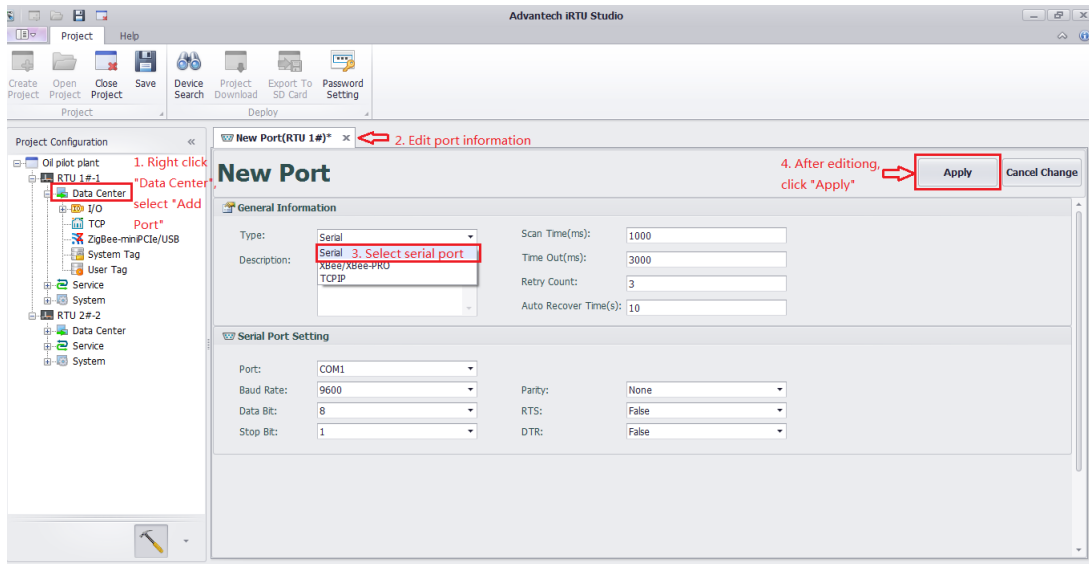 Advantech iRTU Studio
Project Help
Create Project
Open Project
Close Project
Save
Device Search
Project Download
Export To SD Card
Password Setting
Project
Deploy
Project Configuration «
Oil pilot plant
RTU 1#-1
Data Center
I/O
TCP
ZigBee-miniPCIe/USB
System Tag
User Tag
Service
System
RTU 2#-2
Data Center
Service
System
1. Right click
"Data Center",
select "Add
Port"
New Port(RTU 1#)* ×
2. Edit port information
New Port
4. After editiong,
click "Apply"
Apply
Cancel Change
General Information
Type: Serial
Serial
3. Select serial port
XBee/XBee-PRO
TCPIP
Description:
Scan Time(ms): 1000
Time Out(ms): 3000
Retry Count: 3
Auto Recover Time(s): 10
Serial Port Setting
Port: COM1
Baud Rate: 9600
Parity: None
Data Bit: 8
RTS: False
Stop Bit: 1
DTR: False